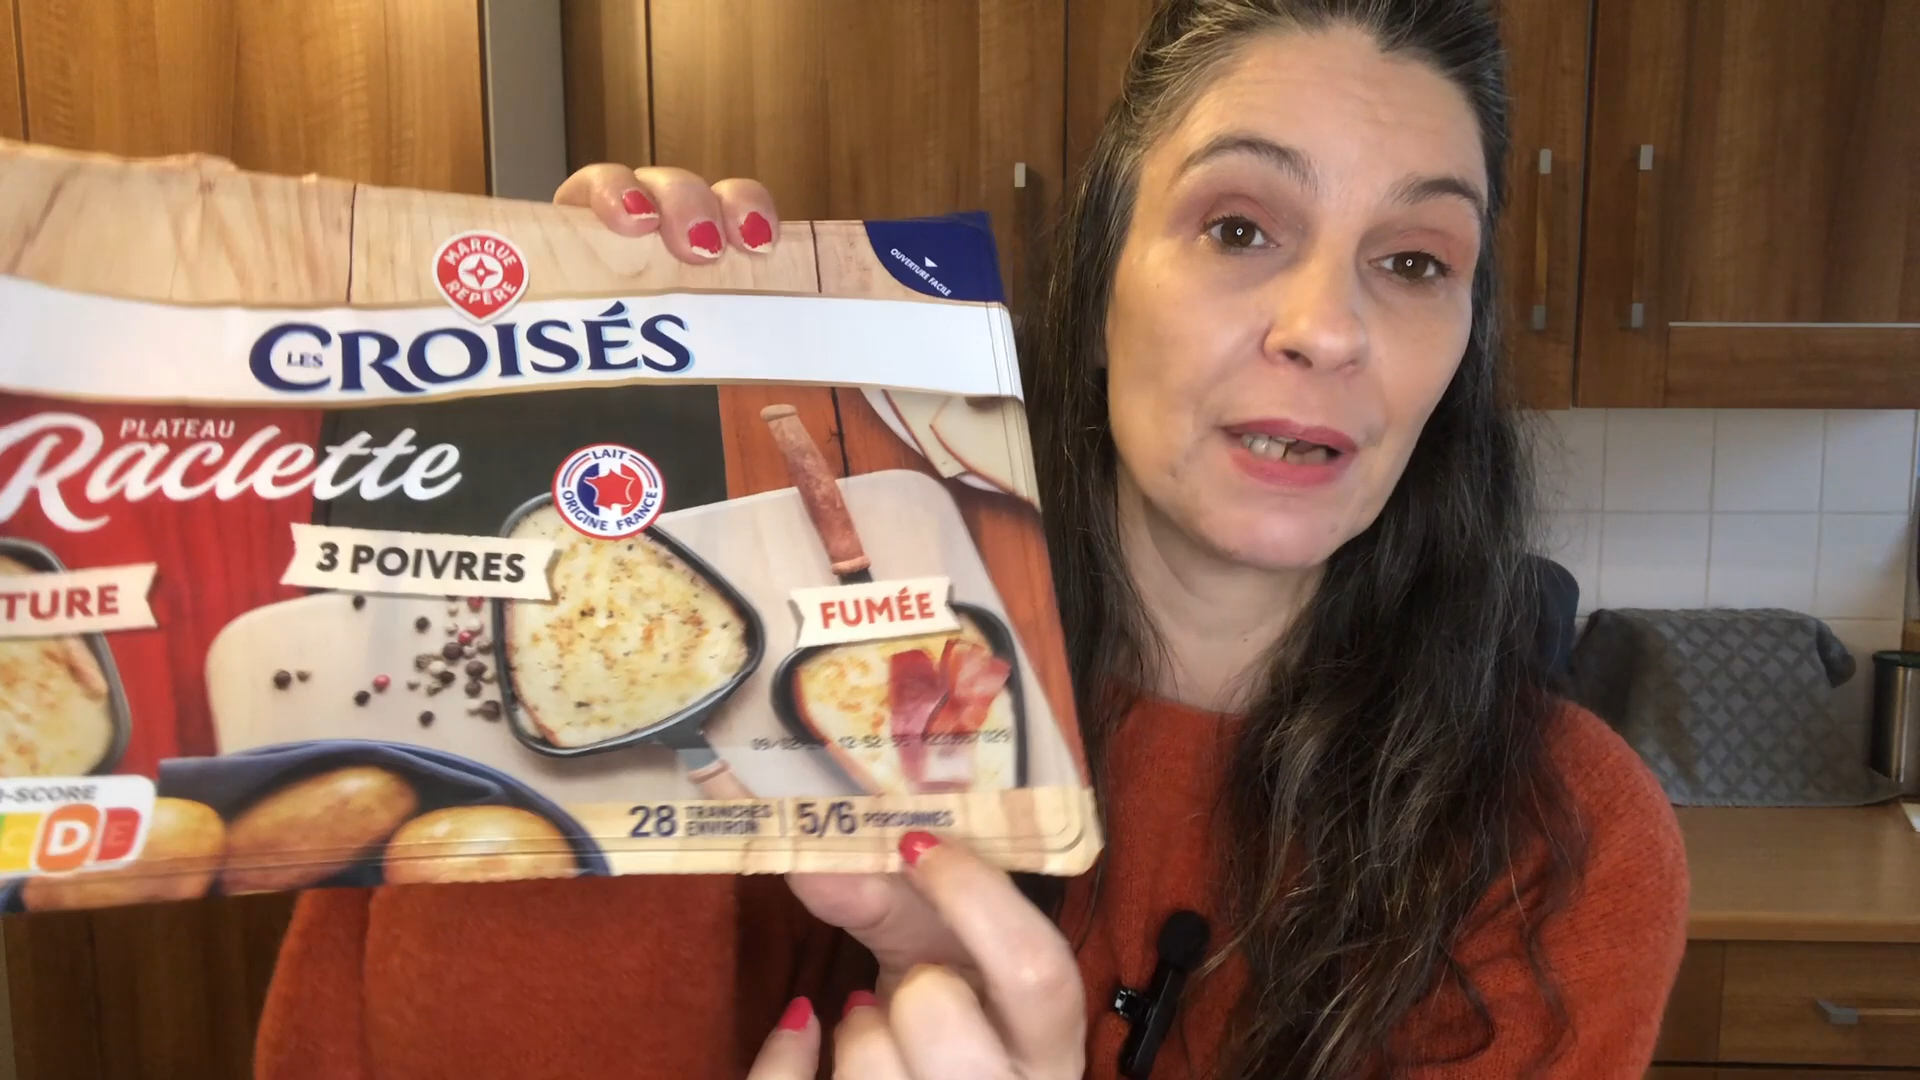 MARQUE
REPÈRE
OUVERTURE FACILE
LES CROISÉS
PLATEAU
Raclette
LAIT
ORIGINE FRANCE
3 POIVRES
TURE
FUMÉE
-SCORE
C D E
28 TRANCHES ENVIRON
5/6 PERSONNES